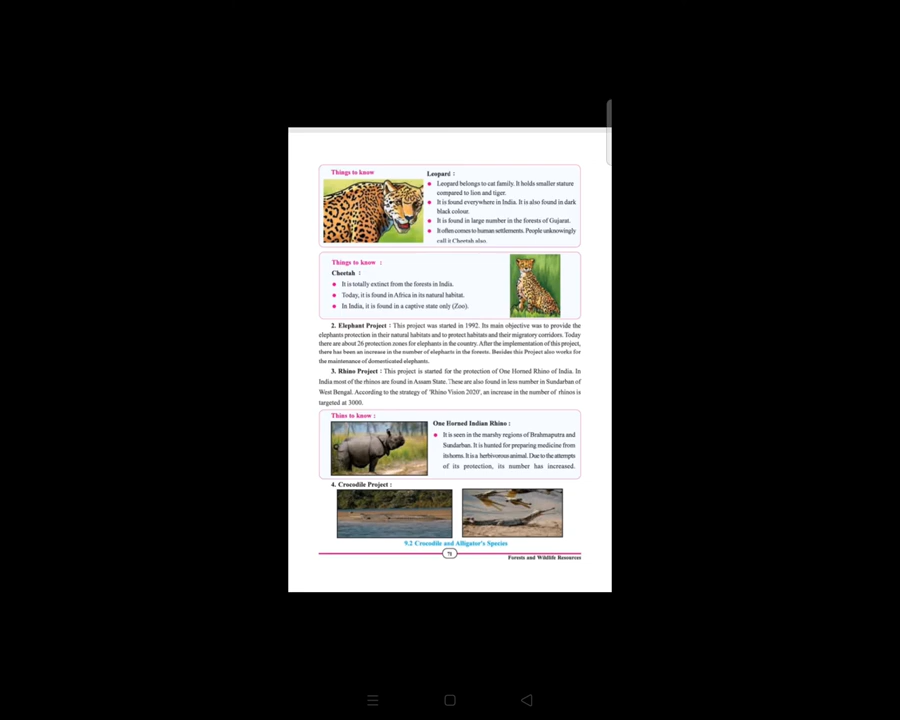 Things to know
Leopard :
Leopard belongs to cat family. It holds smaller stature
compared to lion and tiger.
It is found everywhere in India. It is also found in dark
black colour.
It is found in large number in the forests of Gujarat.
It often comes to human settlements. People unknowingly
call it Cheetah also.
Things to know :
Cheetah :
It is totally extinct from the forests in India.
Today, it is found in Africa in its natural habitat.
In India, it is found in a captive state only (Zoo).
2. Elephant Project : This project was started in 1992. Its main objective was to provide the
elephants protection in their natural habitats and to protect habitats and their migratory corridors. Today
there are about 26 protection zones for elephants in the country. After the implementation of this project,
there has been an increase in the number of elephants in the forests. Besides this Project also works for
the maintenance of domesticated elephants.
3. Rhino Project : This project is started for the protection of One Horned Rhino of India. In
India most of the rhinos are found in Assam State. These are also found in less number in Sundarban of
West Bengal. According to the strategy of 'Rhino Vision 2020', an increase in the number of rhinos is
targeted at 3000.
Thins to know :
One Horned Indian Rhino :
It is seen in the marshy regions of Brahmaputra and
Sundarban. It is hunted for preparing medicine from
its horns. It is a herbivorous animal. Due to the attempts
of its protection, its number has increased.
4. Crocodile Project :
9.2 Crocodile and Alligator's Species
78
Forests and Wildlife Resources